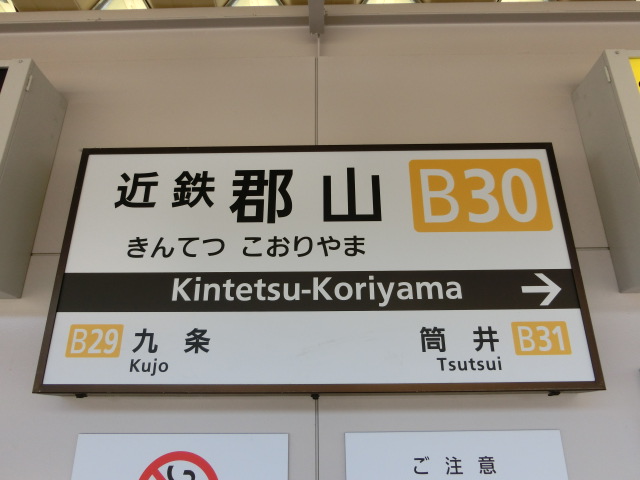 近鉄 郡山 B30
きんてつ こおりやま
Kintetsu-Koriyama →
B29 九条 筒井 B31
Kujo Tsutsui
ご注意